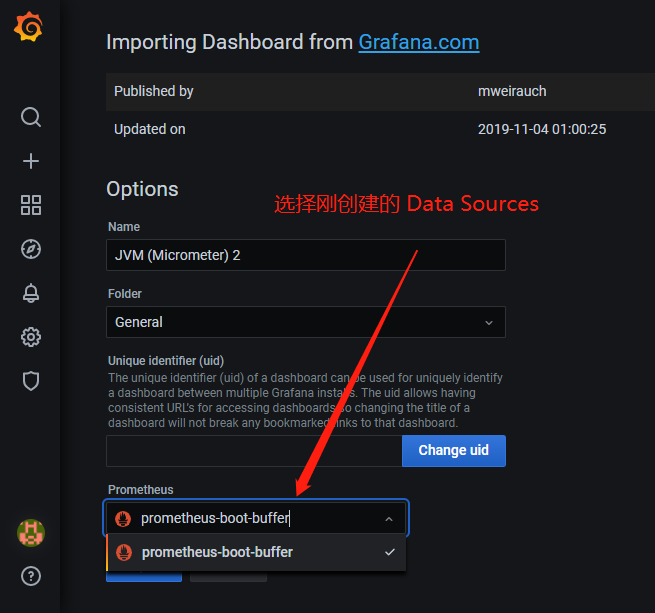 Importing Dashboard from Grafana.com
Published by mweirauch
Updated on 2019-11-04 01:00:25
Options
选择刚创建的 Data Sources
Name
JVM (Micrometer) 2
Folder
General
Unique identifier (uid)
The unique identifier (uid) of a dashboard can be used for uniquely identify
a dashboard between multiple Grafana installs. The uid allows having
consistent URL's for accessing dashboards so changing the title of a
dashboard will not break any bookmarked links to that dashboard.
Change uid
Prometheus
prometheus-boot-buffer
prometheus-boot-buffer